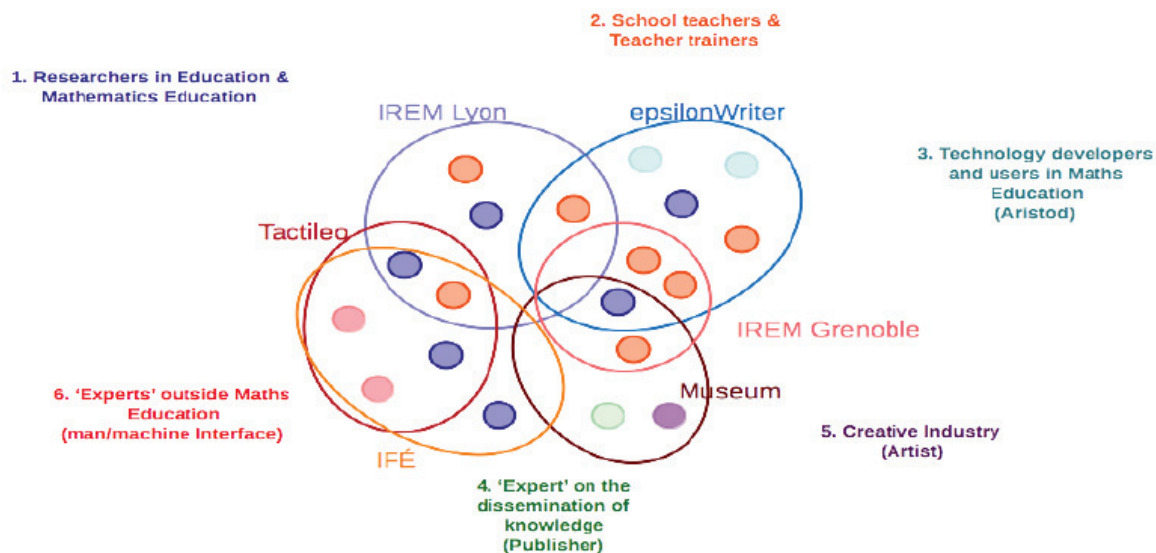 2. School teachers &
Teacher trainers
1. Researchers in Education &
Mathematics Education
IREM Lyon
epsilonWriter
3. Technology developers
and users in Maths
Education
(Aristod)
Tactileo
IREM Grenoble
Museum
6. ‘Experts’ outside Maths
Education
(man/machine Interface)
5. Creative Industry
(Artist)
IFÉ
4. ‘Expert’ on the
dissemination of
knowledge
(Publisher)